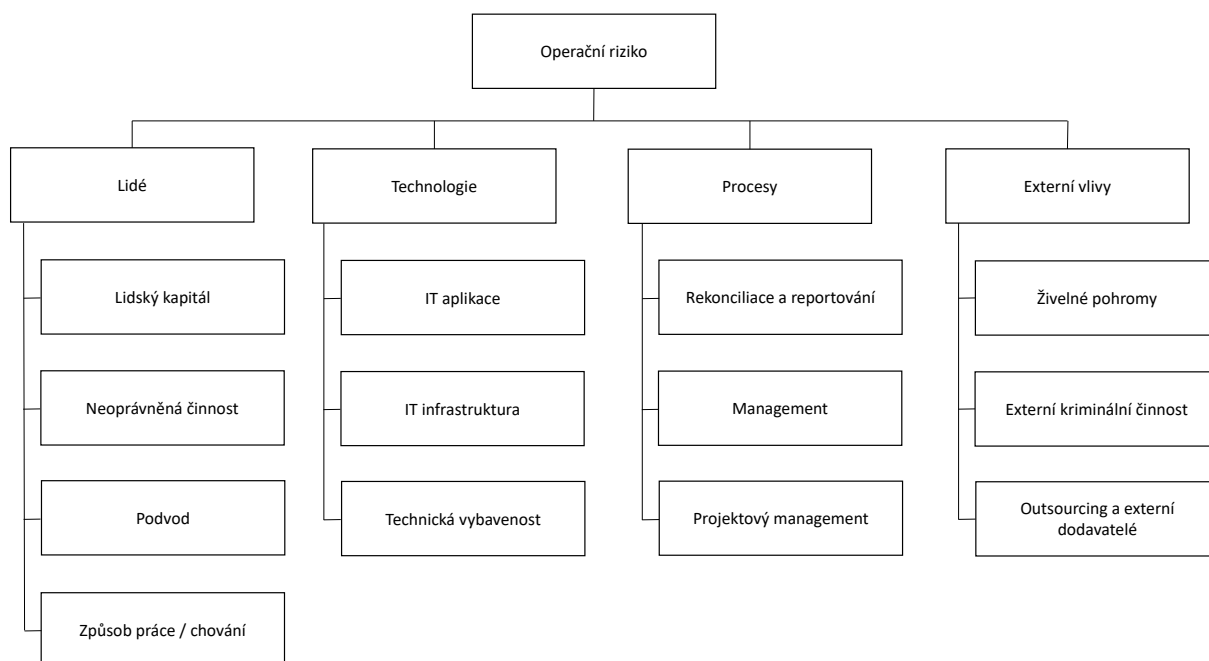 Operační riziko
Lidé
Technologie
Procesy
Externí vlivy
Lidský kapitál
IT aplikace
Rekonciliace a reportování
Živelné pohromy
Neoprávněná činnost
IT infrastruktura
Management
Externí kriminální činnost
Podvod
Technická vybavenost
Projektový management
Outsourcing a externí
dodavatelé
Způsob práce / chování